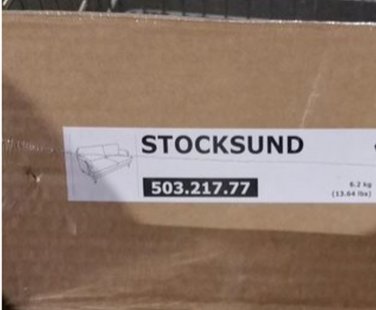 STOCKSUND
503.217.77
6.2 kg
(13.64 lbs)